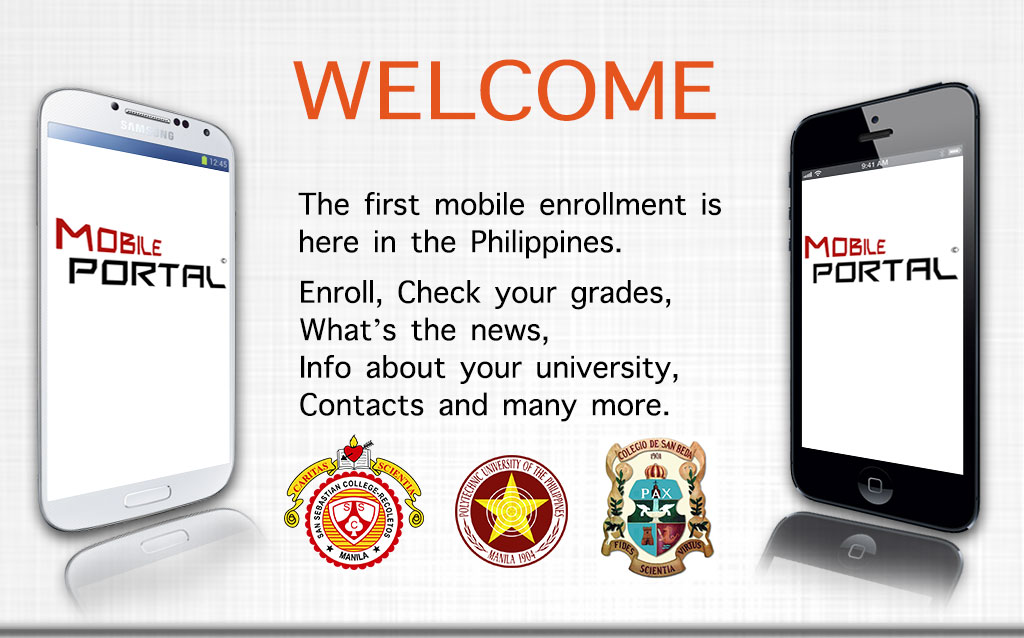 WELCOME
SAMSUNG
12:45
9:41 AM
MOBILE
PORTAL
©
MOBILE
PORTAL
©
The first mobile enrollment is
here in the Philippines.
Enroll, Check your grades,
What’s the news,
Info about your university,
Contacts and many more.
CARITAS SCIENTIA
SAN SEBASTIAN COLLEGE-RECOLETOS
SSC
MANILA
POLYTECHNIC UNIVERSITY OF THE PHILIPPINES
MANILA 1904
COLEGIO DE SAN BEDA
1901
PAX
FIDES SCIENTIA VIRTUS